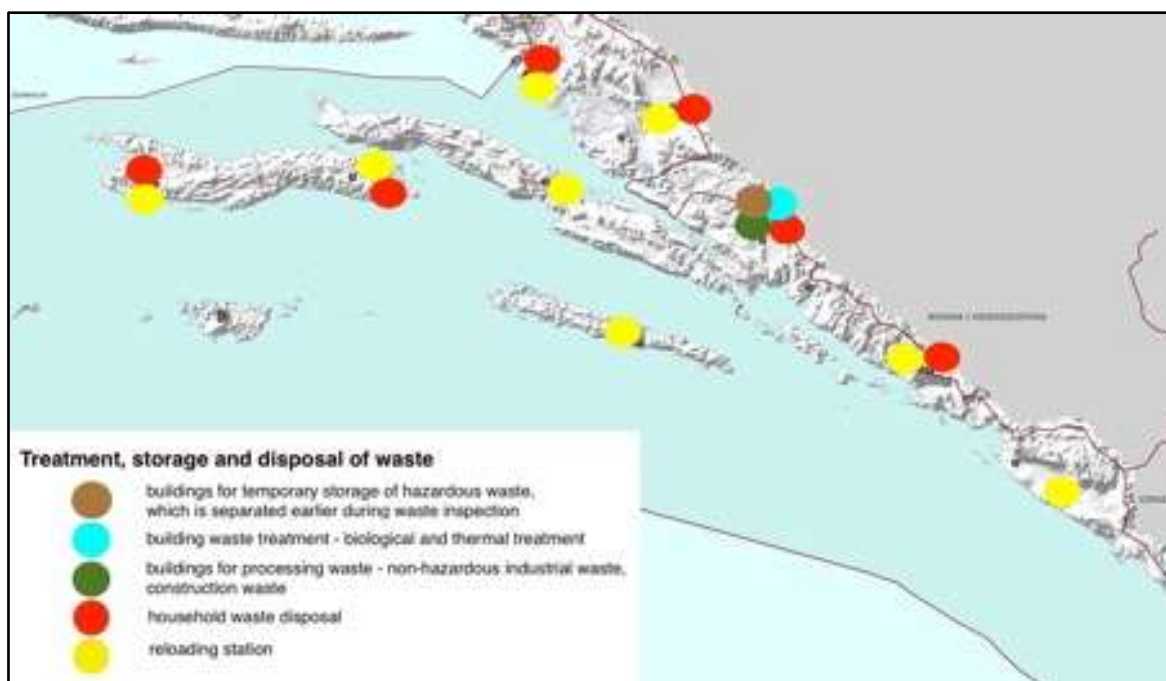 BOSNA I HERCEGOVINA
Treatment, storage and disposal of waste
buildings for temporary storage of hazardous waste,
which is separated earlier during waste inspection
building waste treatment - biological and thermal treatment
buildings for processing waste - non-hazardous industrial waste,
construction waste
household waste disposal
reloading station